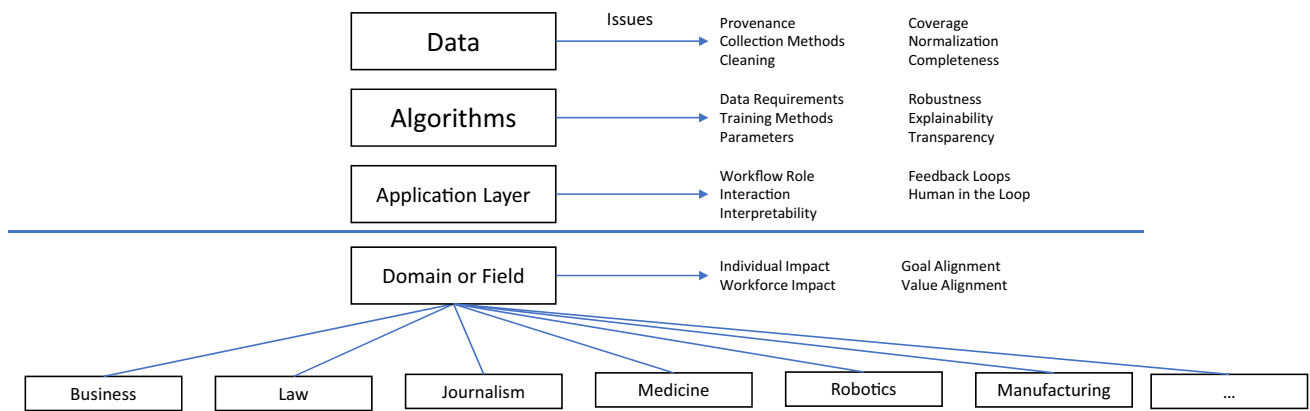 Data
Issues
Provenance
Collection Methods
Cleaning
Coverage
Normalization
Completeness
Algorithms
Data Requirements
Training Methods
Parameters
Robustness
Explainability
Transparency
Application Layer
Workflow Role
Interaction
Interpretability
Feedback Loops
Human in the Loop
Domain or Field
Individual Impact
Workforce Impact
Goal Alignment
Value Alignment
Business
Law
Journalism
Medicine
Robotics
Manufacturing
...